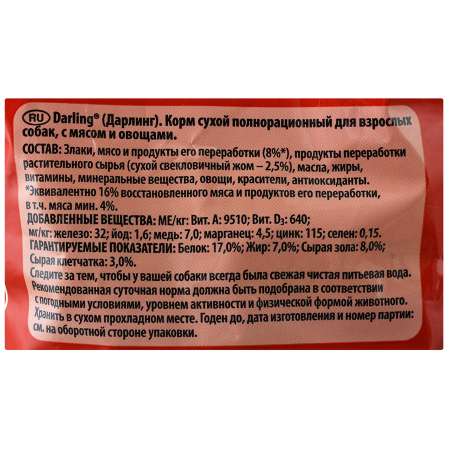 RU Darling® (Дарлинг). Корм сухой полнорационный для взрослых
собак, с мясом и овощами.
СОСТАВ: Злаки, мясо и продукты его переработки (8%*), продукты переработки
растительного сырья (сухой свекловичный жом – 2,5%), масла, жиры,
витамины, минеральные вещества, овощи, красители, антиоксиданты.
*Эквивалентно 16% восстановленного мяса и продуктов его переработки,
в т.ч. мяса мин. 4%.
ДОБАВЛЕННЫЕ ВЕЩЕСТВА: МЕ/кг: Вит. А: 9510; Вит. D₃: 640;
мг/кг: железо: 32; йод: 1,6; медь: 7,0; марганец: 4,5; цинк: 115; селен: 0,15.
ГАРАНТИРУЕМЫЕ ПОКАЗАТЕЛИ: Белок: 17,0%; Жир: 7,0%; Сырая зола: 8,0%;
Сырая клетчатка: 3,0%.
Следите за тем, чтобы у вашей собаки всегда была свежая чистая питьевая вода.
Рекомендованная суточная норма должна быть подобрана в соответствии
с погодными условиями, уровнем активности и физической формой животного.
Хранить в сухом прохладном месте. Годен до, дата изготовления и номер партии:
см. на оборотной стороне упаковки.